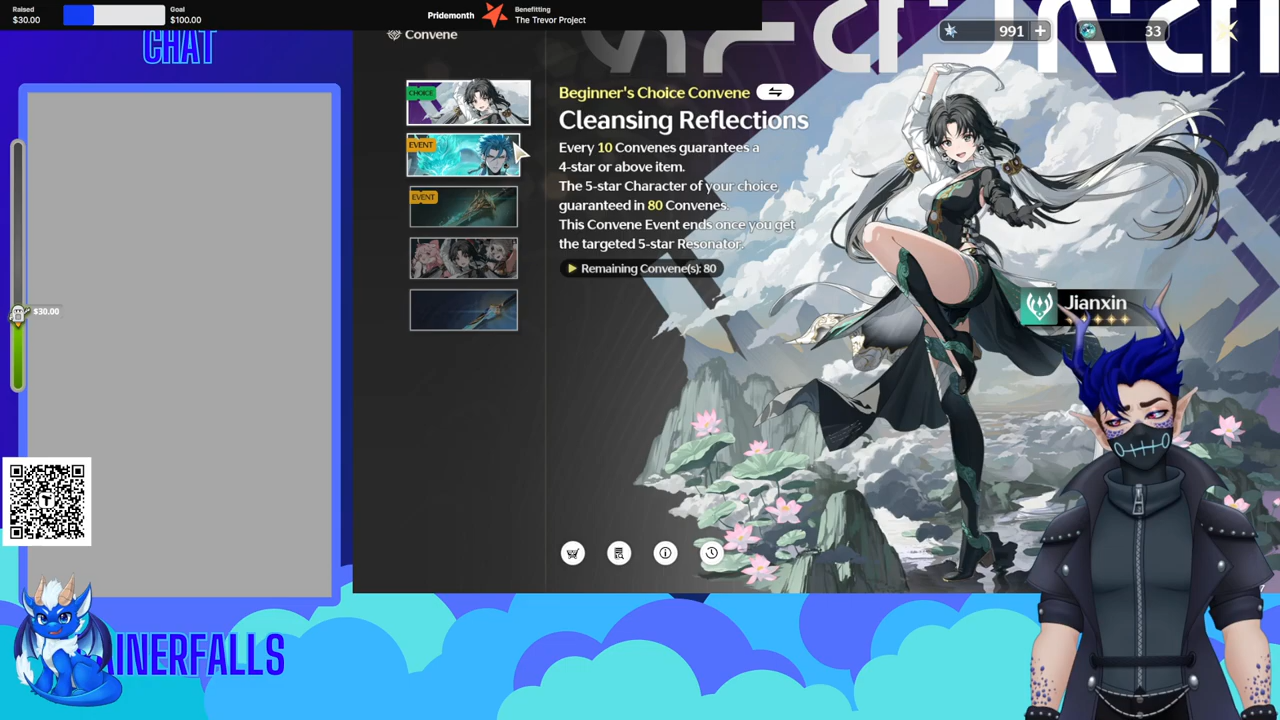 Raised
$30.00
Goal
$100.00
Pridemonth
Benefitting
The Trevor Project
CHAT
Convene
991
33
CHOICE
EVENT
EVENT
Beginner's Choice Convene
Cleansing Reflections
Every 10 Convenes guarantees a
4-star or above item.
The 5-star Character of your choice
guaranteed in 80 Convenes.
This Convene Event ends once you get
the targeted 5-star Resonator.
Remaining Convene(s): 80
Jianxin
$30.00
T
INERFALLS